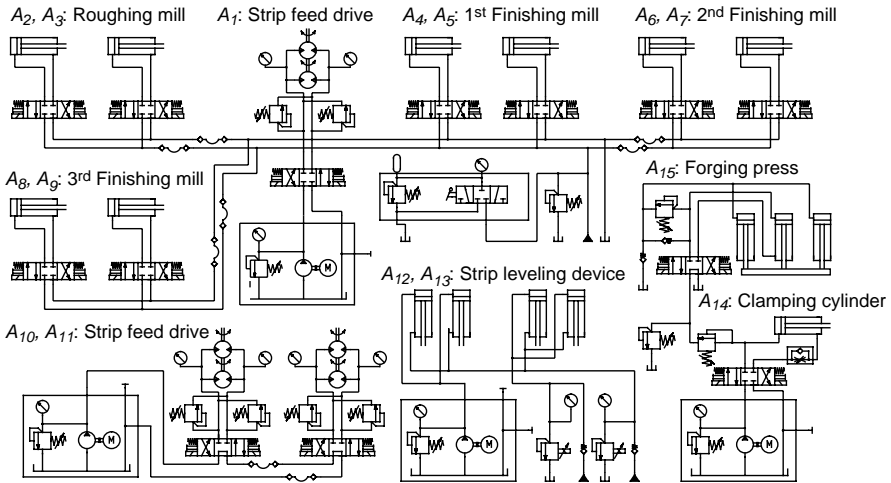 A2, A3: Roughing mill
A1: Strip feed drive
A4, A5: 1st Finishing mill
A6, A7: 2nd Finishing mill
A8, A9: 3rd Finishing mill
A15: Forging press
M
A12, A13: Strip leveling device
A14: Clamping cylinder
A10, A11: Strip feed drive
M
M
M